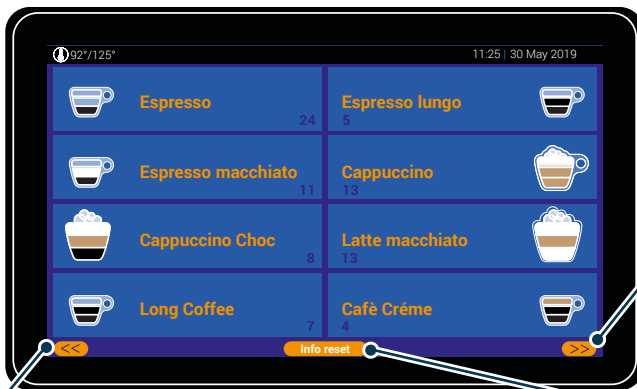 92°/125°
11:25 | 30 May 2019
Espresso
24
Espresso lungo
5
Espresso macchiato
11
Cappuccino
13
Cappuccino Choc
8
Latte macchiato
13
Long Coffee
7
Cafè Créme
4
<<
Info reset
>>